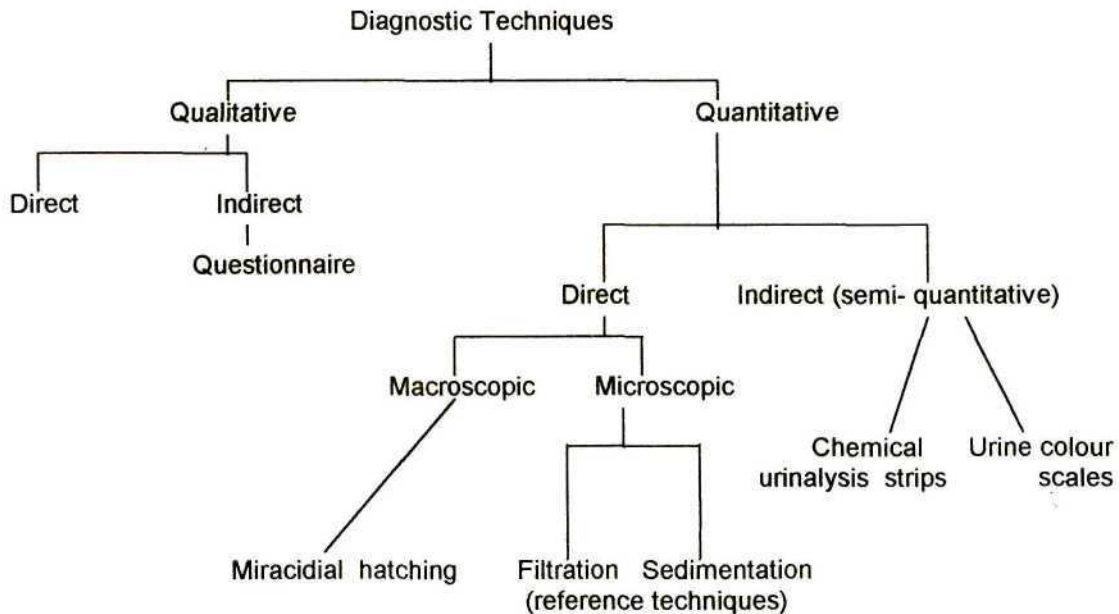 Diagnostic Techniques
Qualitative
Quantitative
Direct
Indirect
Questionnaire
Direct
Indirect (semi- quantitative)
Macroscopic
Microscopic
Chemical
urinalysis strips
Urine colour
scales
Miracidial hatching
Filtration
Sedimentation
(reference techniques)